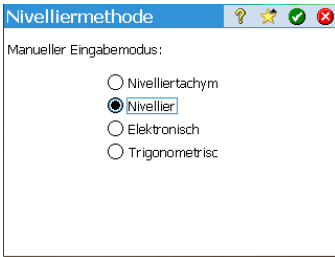 Nivelliermethode
Manueller Eingabemodus:
Nivelliertachym
Nivellier
Elektronisch
Trigonometrisc